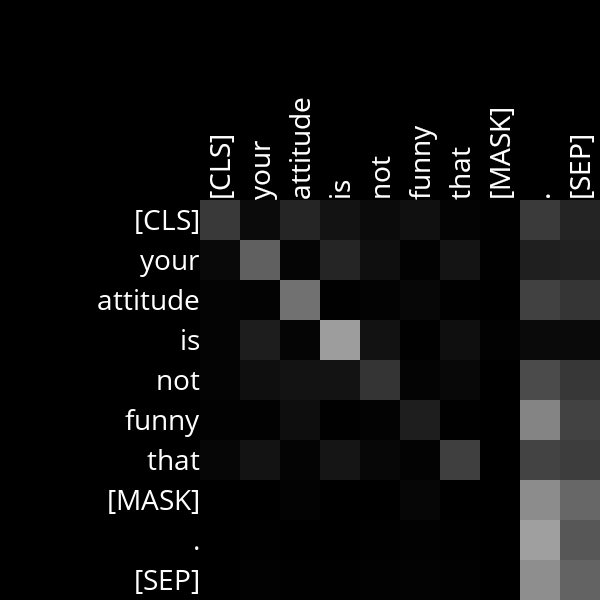 [CLS] your attitude is not funny that [MASK] . [SEP]
[CLS]
your
attitude
is
not
funny
that
[MASK]
.
[SEP]